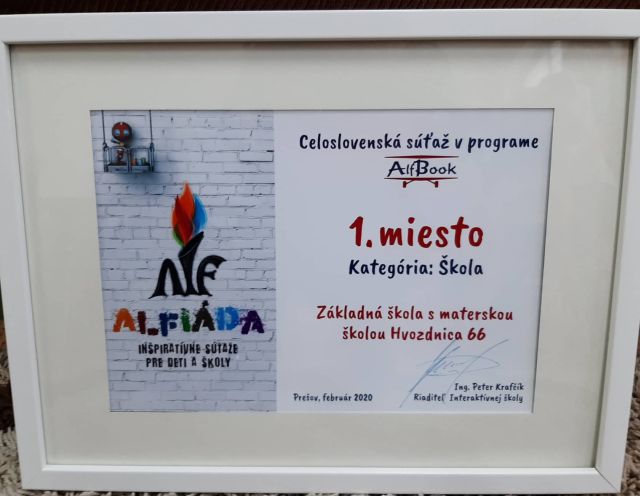 Celoslovenská súťaž v programe
AlfBook
1. miesto
Kategória: Škola
Základná škola s materskou
školou Hvozdnica 66
Ing. Peter Krafčík
Prešov, február 2020
Riaditeľ Interaktívnej školy
ALF
ALFIÁDA
INŠPIRATÍVNE SÚŤAŽE
PRE DETI A ŠKOLY